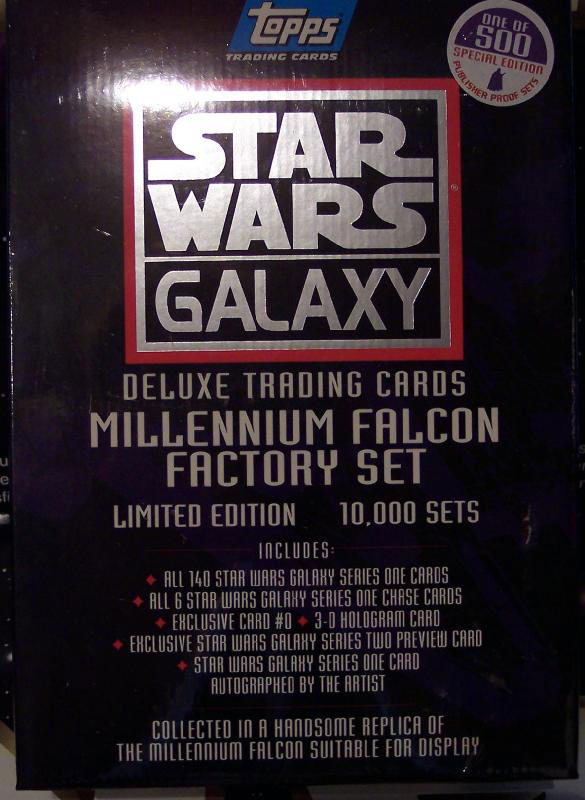 Topps
TRADING CARDS
ONE OF
500
SPECIAL EDITION
PUBLISHER PROOF SETS
STAR
WARS
®
GALAXY
DELUXE TRADING CARDS
MILLENNIUM FALCON
FACTORY SET
LIMITED EDITION 10,000 SETS
INCLUDES:
♦ ALL 140 STAR WARS GALAXY SERIES ONE CARDS
♦ ALL 6 STAR WARS GALAXY SERIES ONE CHASE CARDS
♦ EXCLUSIVE CARD #0 ♦ 3-D HOLOGRAM CARD
♦ EXCLUSIVE STAR WARS GALAXY SERIES TWO PREVIEW CARD
♦ STAR WARS GALAXY SERIES ONE CARD
AUTOGRAPHED BY THE ARTIST
COLLECTED IN A HANDSOME REPLICA OF
THE MILLENNIUM FALCON SUITABLE FOR DISPLAY